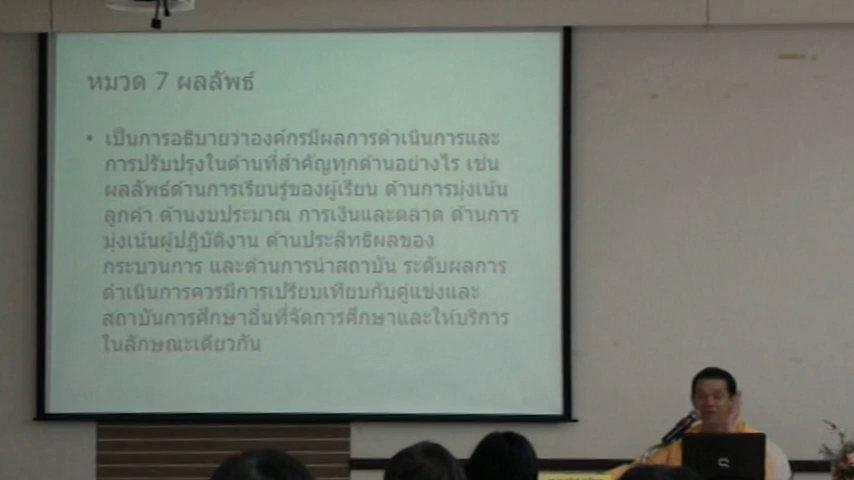 หมวด 7 ผลลัพธ์
• เป็นการอธิบายว่าองค์กรมีผลการดำเนินการและ
การปรับปรุงในด้านที่สำคัญทุกด้านอย่างไร เช่น
ผลลัพธ์ด้านการเรียนรู้ของผู้เรียน ด้านการมุ่งเน้น
ลูกค้า ด้านงบประมาณ การเงินและตลาด ด้านการ
มุ่งเน้นผู้ปฏิบัติงาน ด้านประสิทธิผลของ
กระบวนการ และด้านการนำสถาบัน ระดับผลการ
ดำเนินการควรมีการเปรียบเทียบกับคู่แข่งและ
สถาบันการศึกษาอื่นที่จัดการศึกษาและให้บริการ
ในลักษณะเดียวกัน